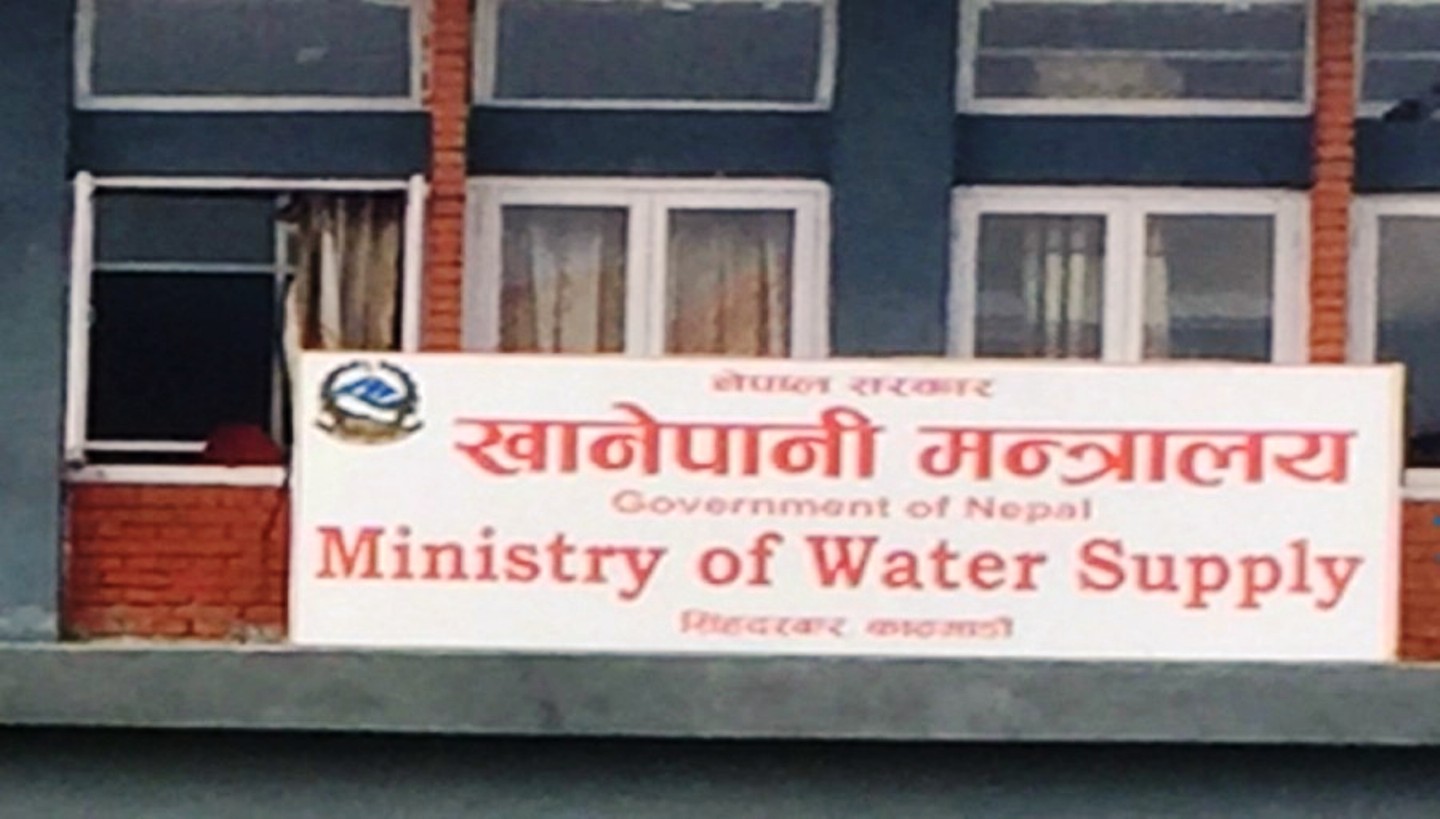 नेपाल सरकार
खानेपानी मन्त्रालय
Government of Nepal
Ministry of Water Supply
सिंहदरबार काठमाडौं